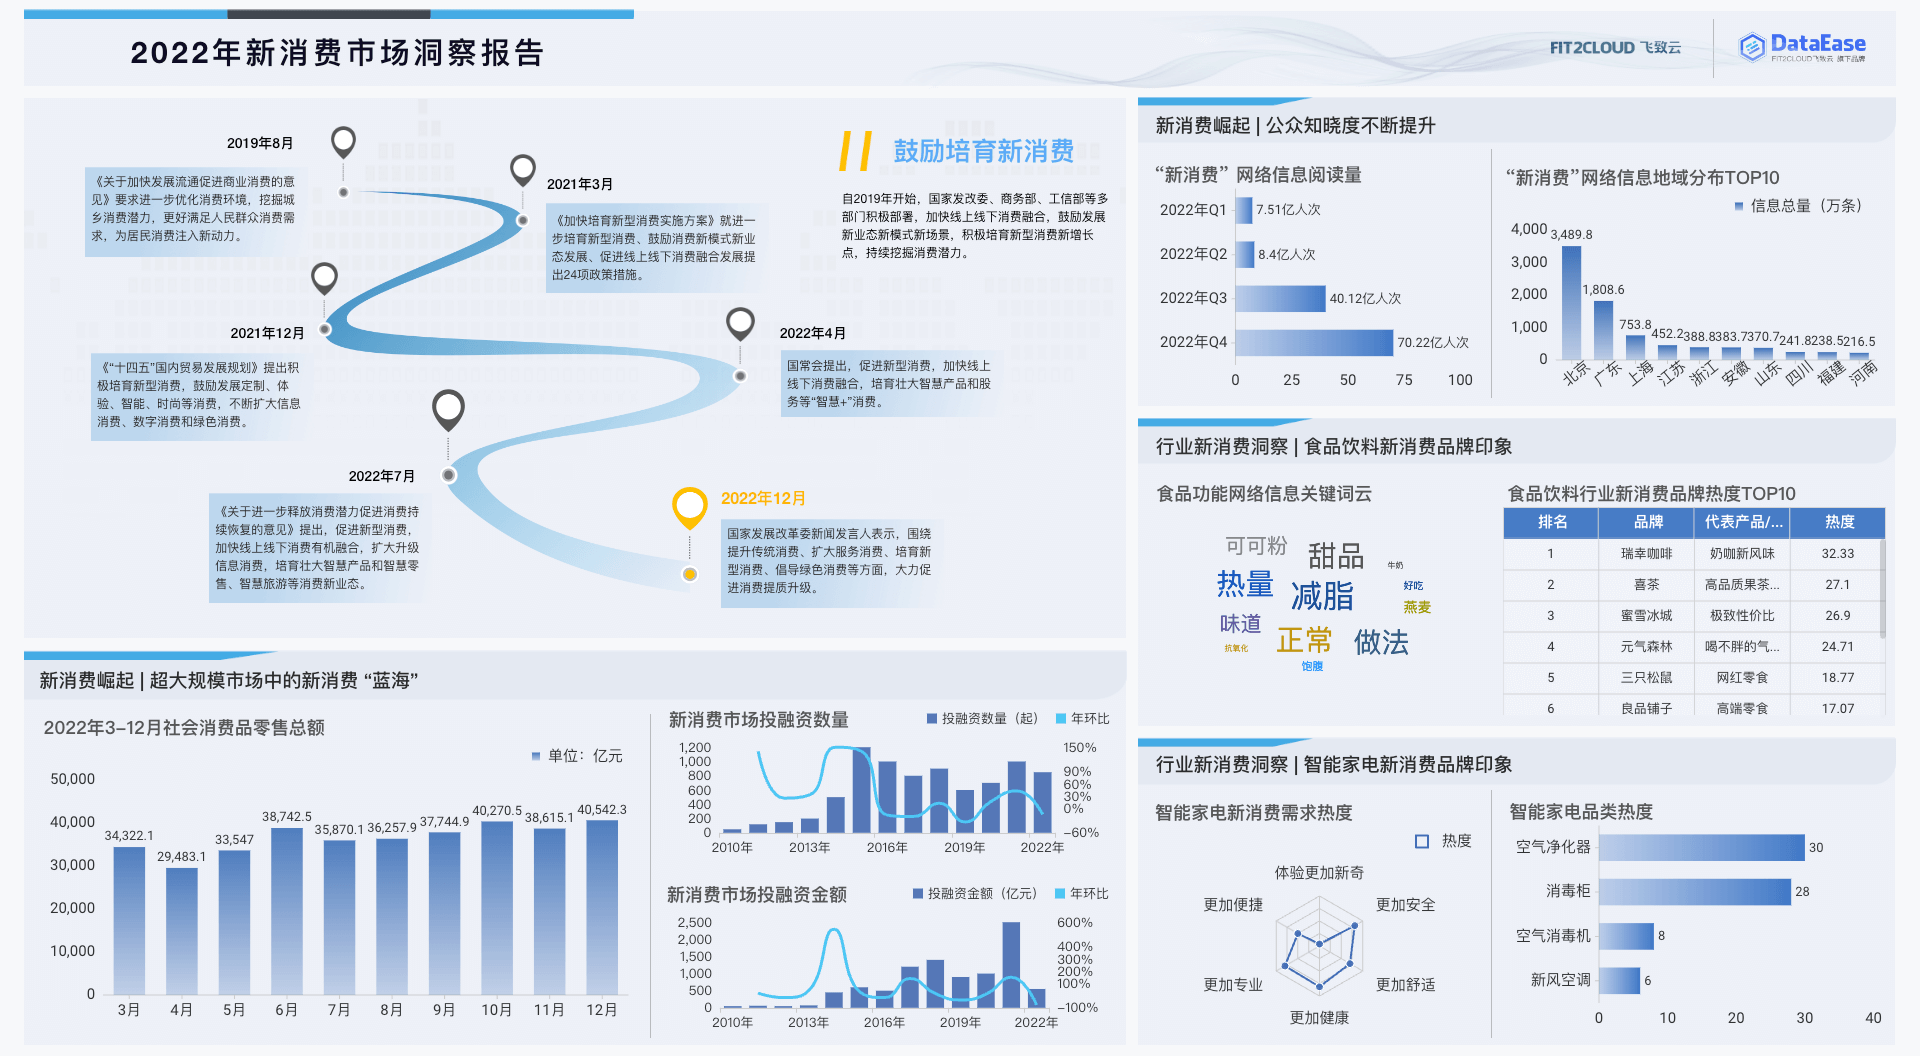 2022年新消费市场洞察报告
FIT2CLOUD 飞致云
DataEase
FIT2CLOUD飞致云 旗下品牌
2019年8月
《关于加快发展流通促进商业消费的意
见》要求进一步优化消费环境，挖掘城
乡消费潜力，更好满足人民群众消费需
求，为居民消费注入新动力。
2021年3月
《加快培育新型消费实施方案》就进一
步培育新型消费、鼓励消费新模式新业
态发展、促进线上线下消费融合发展提
出24项政策措施。
鼓励培育新消费
自2019年开始，国家发改委、商务部、工信部等多
部门积极部署，加快线上线下消费融合，鼓励发展
新业态新模式新场景，积极培育新型消费新增长
点，持续挖掘消费潜力。
2021年12月
《“十四五”国内贸易发展规划》提出积
极培育新型消费，鼓励发展定制、体
验、智能、时尚等消费，不断扩大信息
消费、数字消费和绿色消费。
2022年4月
国常会提出，促进新型消费，加快线上
线下消费融合，培育壮大智慧产品和服
务等“智慧+”消费。
2022年7月
《关于进一步释放消费潜力促进消费持
续恢复的意见》提出，促进新型消费，
加快线上线下消费有机融合，扩大升级
信息消费，培育壮大智慧产品和智慧零
售、智慧旅游等消费新业态。
2022年12月
国家发展改革委新闻发言人表示，围绕
提升传统消费、扩大服务消费、培育新
型消费、倡导绿色消费等方面，大力促
进消费提质升级。
新消费崛起 | 超大规模市场中的新消费 “蓝海”
2022年3-12月社会消费品零售总额
单位：亿元
50,000
40,000
30,000
20,000
10,000
0
34,322.1
29,483.1
33,547
38,742.5
35,870.1
36,257.9
37,744.9
40,270.5
38,615.1
40,542.3
3月
4月
5月
6月
7月
8月
9月
10月
11月
12月
新消费市场投融资数量
投融资数量（起）
年环比
1,200
1,000
800
600
400
200
0
150%
90%
60%
30%
0%
-60%
2010年
2013年
2016年
2019年
2022年
新消费市场投融资金额
投融资金额（亿元）
年环比
2,500
2,000
1,500
1,000
500
0
600%
400%
300%
200%
100%
-100%
2010年
2013年
2016年
2019年
2022年
新消费崛起 | 公众知晓度不断提升
“新消费” 网络信息阅读量
2022年Q1
7.51亿人次
2022年Q2
8.4亿人次
2022年Q3
40.12亿人次
2022年Q4
70.22亿人次
0
25
50
75
100
“新消费”网络信息地域分布TOP10
信息总量（万条）
4,000
3,000
2,000
1,000
0
3,489.8
1,808.6
753.8
452.2
388.8
383.7
370.7
241.8
238.5
216.5
北京
广东
上海
江苏
浙江
安徽
山东
四川
福建
河南
行业新消费洞察 | 食品饮料新消费品牌印象
食品功能网络信息关键词云
可可粉
甜品
牛奶
热量
减脂
好吃
燕麦
味道
正常
做法
抗氧化
饱腹
食品饮料行业新消费品牌热度TOP10
排名 品牌 代表产品/... 热度
1 瑞幸咖啡 奶咖新风味 32.33
2 喜茶 高品质果茶... 27.1
3 蜜雪冰城 极致性价比 26.9
4 元气森林 喝不胖的气... 24.71
5 三只松鼠 网红零食 18.77
6 良品铺子 高端零食 17.07
行业新消费洞察 | 智能家电新消费品牌印象
智能家电新消费需求热度
热度
体验更加新奇
更加安全
更加舒适
更加健康
更加专业
更加便捷
智能家电品类热度
空气净化器
30
消毒柜
28
空气消毒机
8
新风空调
6
0
10
20
30
40